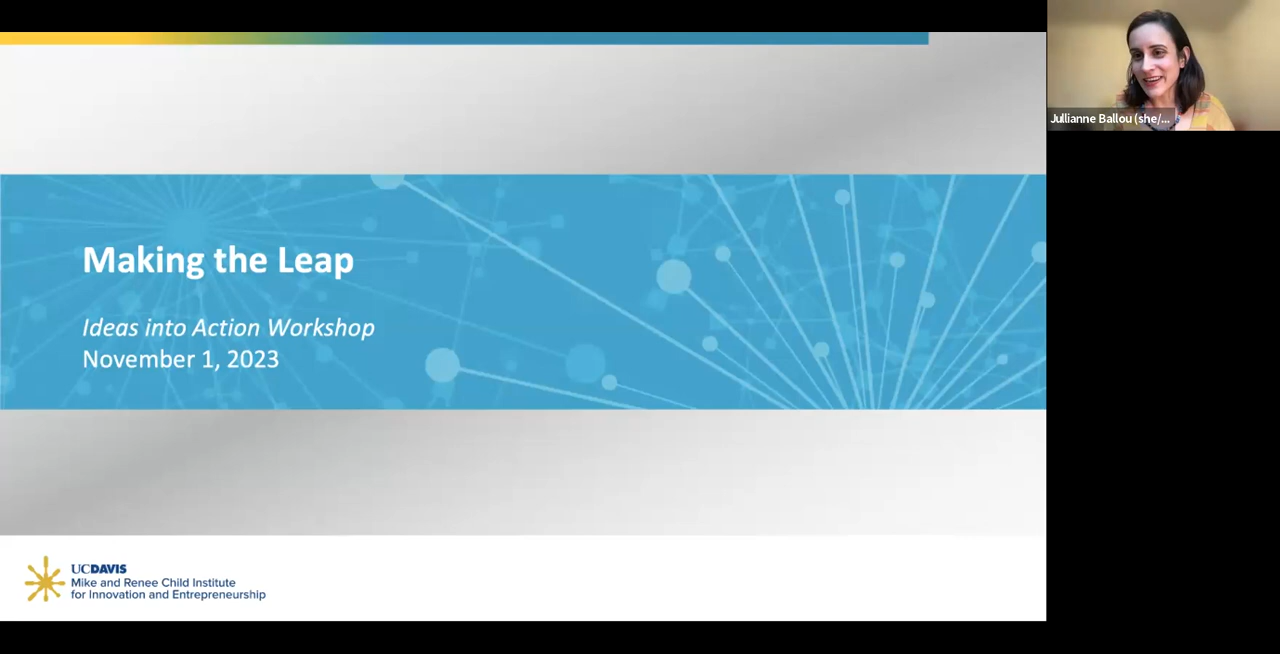 Making the Leap
Ideas into Action Workshop
November 1, 2023
Jullianne Ballou (she/...
UCDAVIS
Mike and Renee Child Institute
for Innovation and Entrepreneurship